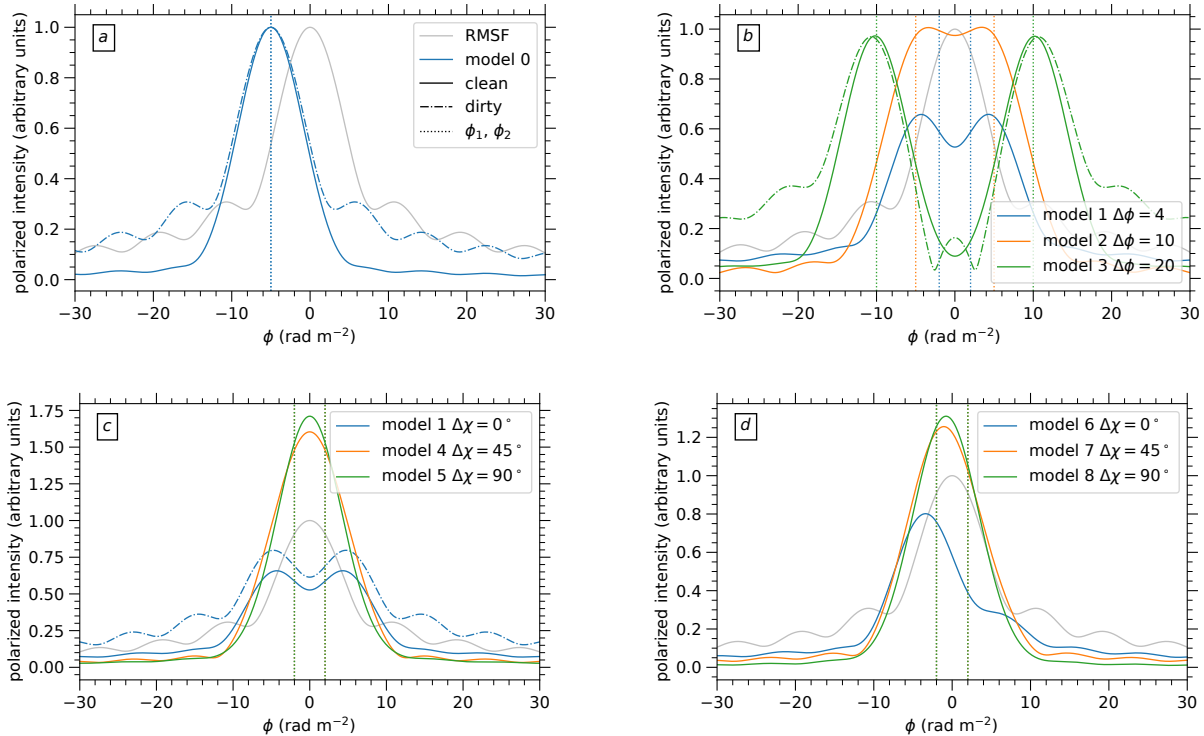 a
RMSF
model 0
clean
dirty
ϕ₁, ϕ₂
polarized intensity (arbitrary units)
1.0
0.8
0.6
0.4
0.2
0.0
−30 −20 −10 0 10 20 30
ϕ (rad m⁻²)
b
model 1 Δϕ = 4
model 2 Δϕ = 10
model 3 Δϕ = 20
polarized intensity (arbitrary units)
1.0
0.8
0.6
0.4
0.2
0.0
−30 −20 −10 0 10 20 30
ϕ (rad m⁻²)
c
model 1 Δχ = 0°
model 4 Δχ = 45°
model 5 Δχ = 90°
polarized intensity (arbitrary units)
1.75
1.50
1.25
1.00
0.75
0.50
0.25
0.00
−30 −20 −10 0 10 20 30
ϕ (rad m⁻²)
d
model 6 Δχ = 0°
model 7 Δχ = 45°
model 8 Δχ = 90°
polarized intensity (arbitrary units)
1.2
1.0
0.8
0.6
0.4
0.2
0.0
−30 −20 −10 0 10 20 30
ϕ (rad m⁻²)